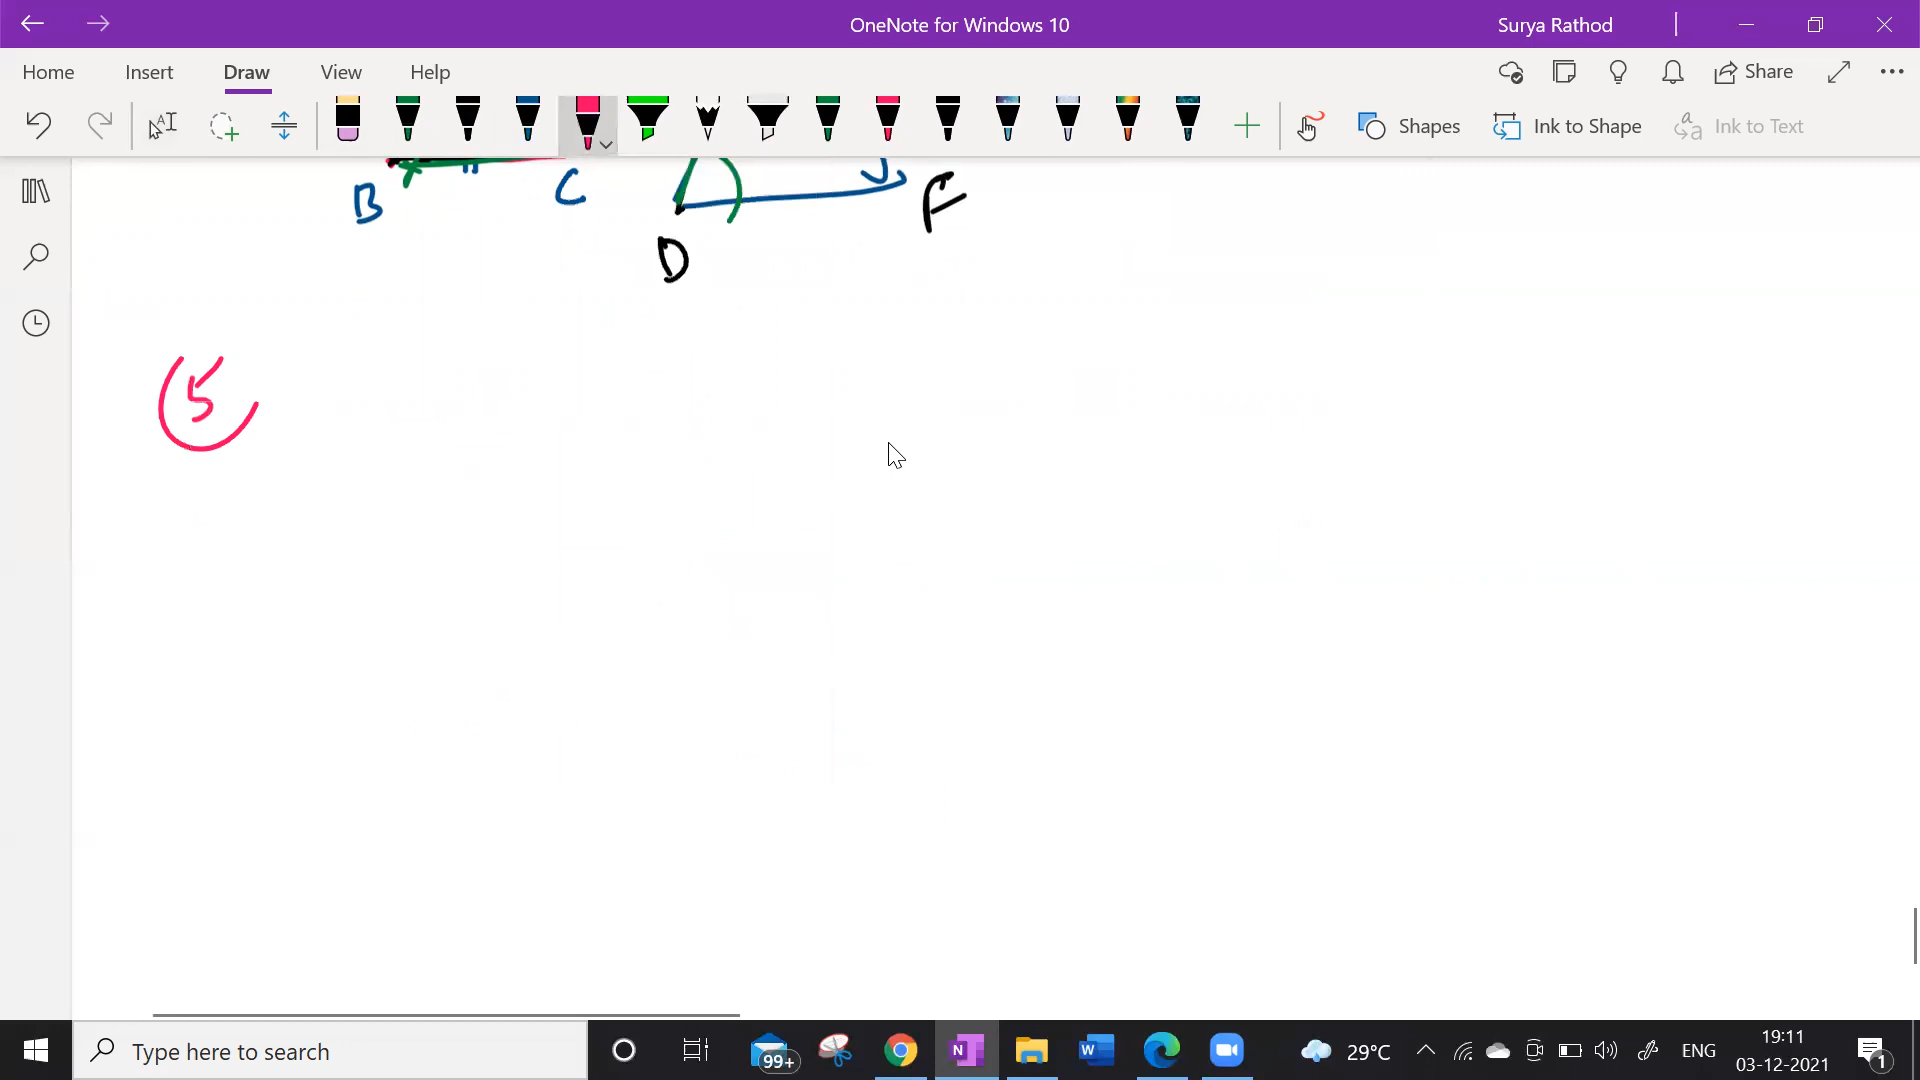 OneNote for Windows 10
Surya Rathod
Home Insert Draw View Help
Share
Shapes
Ink to Shape
Ink to Text
B C F
D
5
Type here to search
99+
29°C
ENG
19:11
03-12-2021
1